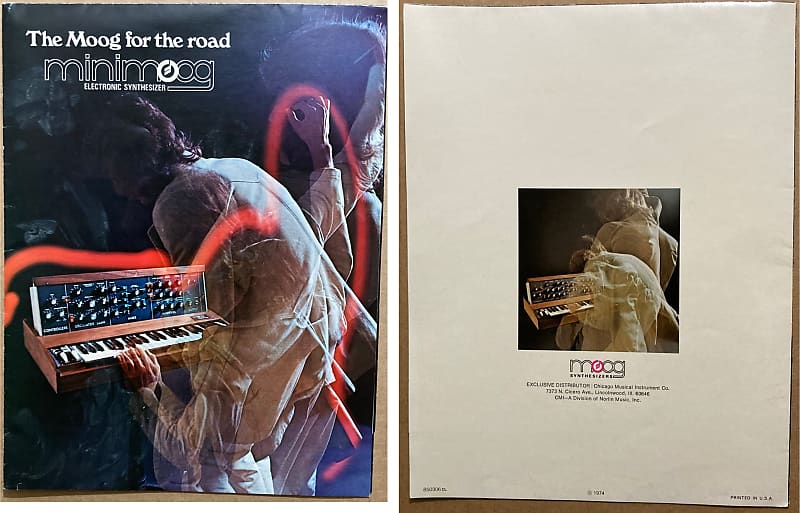 The Moog for the road
minimoog
ELECTRONIC SYNTHESIZER
CONTROLLERS
OSCILLATOR BANK
MIXER
moog
SYNTHESIZERS
EXCLUSIVE DISTRIBUTOR: Chicago Musical Instrument Co.
7373 N. Cicero Ave., Lincolnwood, Ill. 60646
CMI—A Division of Norlin Music, Inc.
© 1974
PRINTED IN U.S.A.